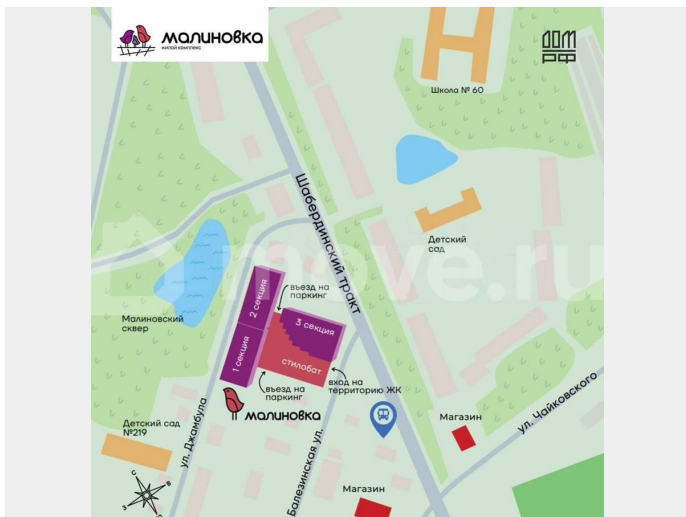 малиновка
жилой комплекс
ДОМ
РФ
Школа № 60
Шабердинский тракт
Детский
сад
move.ru
Малиновский
сквер
въезд на
паркинг
2 секция
3 секция
1 секция
стилобат
въезд на
паркинг
вход на
территорию ЖК
малиновка
Магазин
ул. Чайковского
Детский сад
№219
ул. Джамбула
Балезинская ул.
Магазин
С
В
З